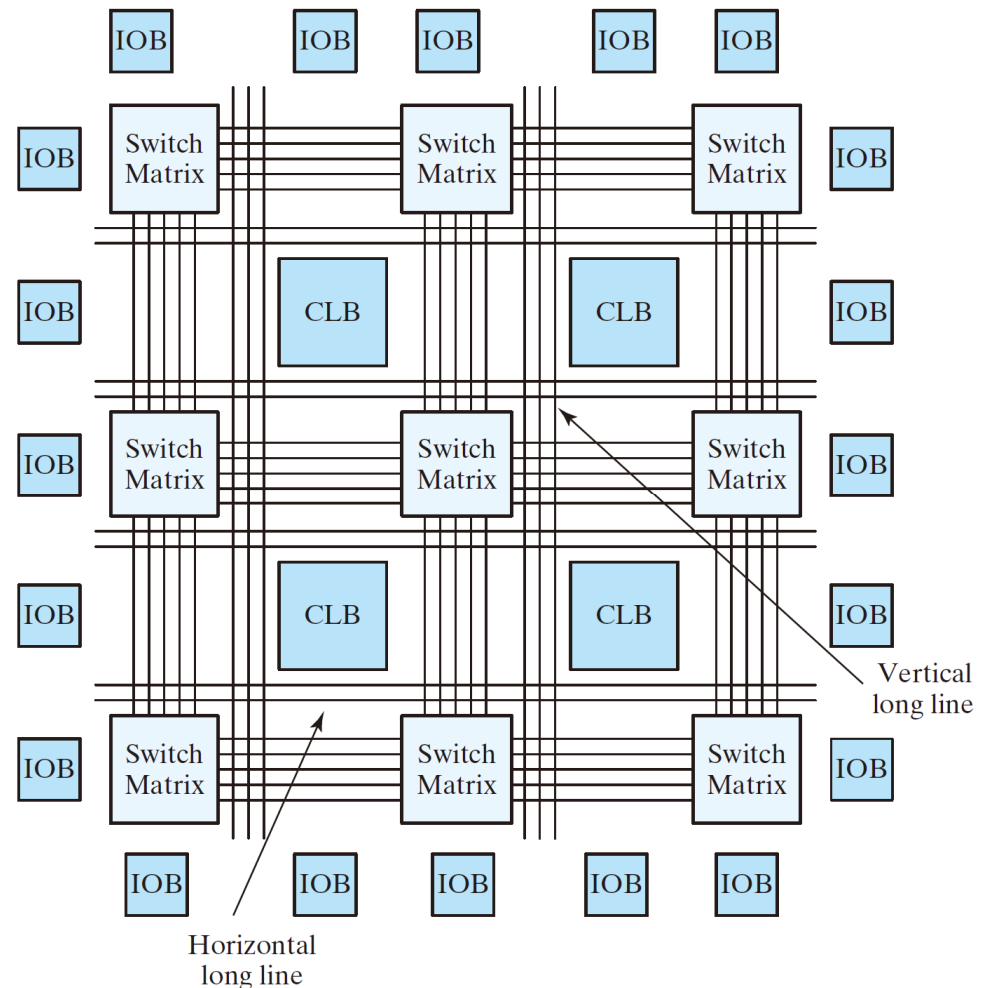 IOB IOB IOB IOB IOB
IOB
Switch
Matrix
Switch
Matrix
Switch
Matrix
IOB
IOB
CLB
CLB
IOB
IOB
Switch
Matrix
Switch
Matrix
Switch
Matrix
IOB
IOB
CLB
CLB
IOB
Vertical
long line
IOB
Switch
Matrix
Switch
Matrix
Switch
Matrix
IOB
IOB IOB IOB IOB IOB
Horizontal
long line